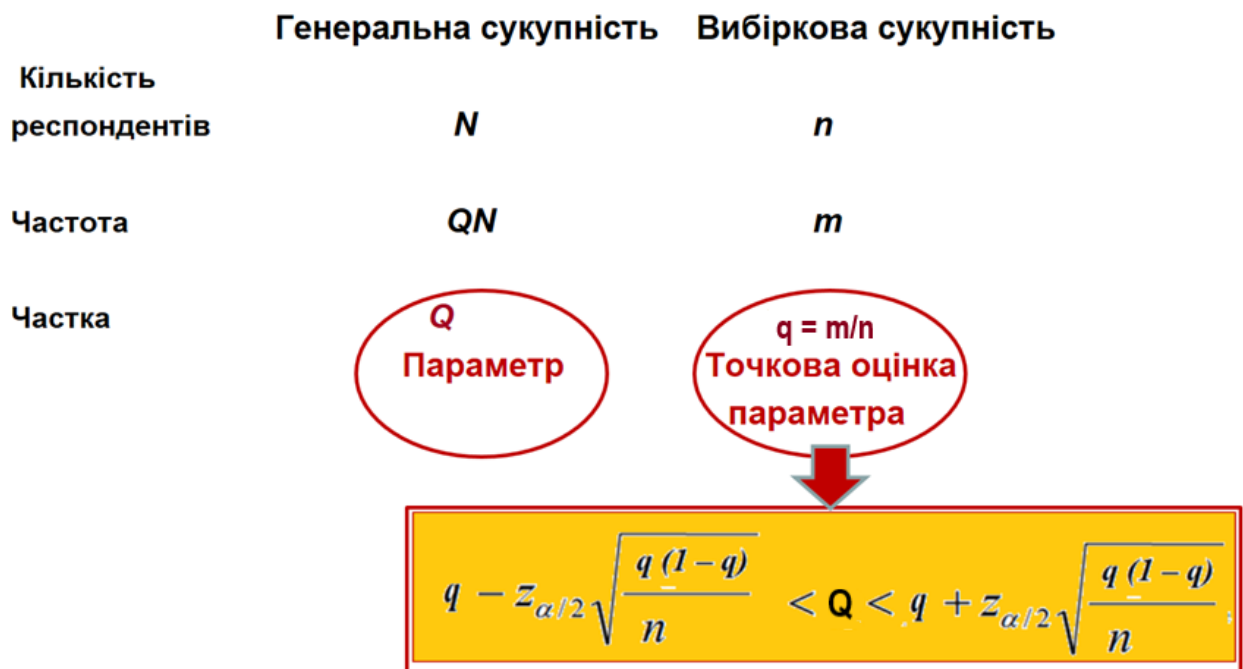 Генеральна сукупність Вибіркова сукупність
Кількість
респондентів N n
Частота QN m
Частка Q q = m/n
Параметр Точкова оцінка
параметра
q − z_{α/2} √(q (1 − q) / n) < Q < q + z_{α/2} √(q (1 − q) / n) ;